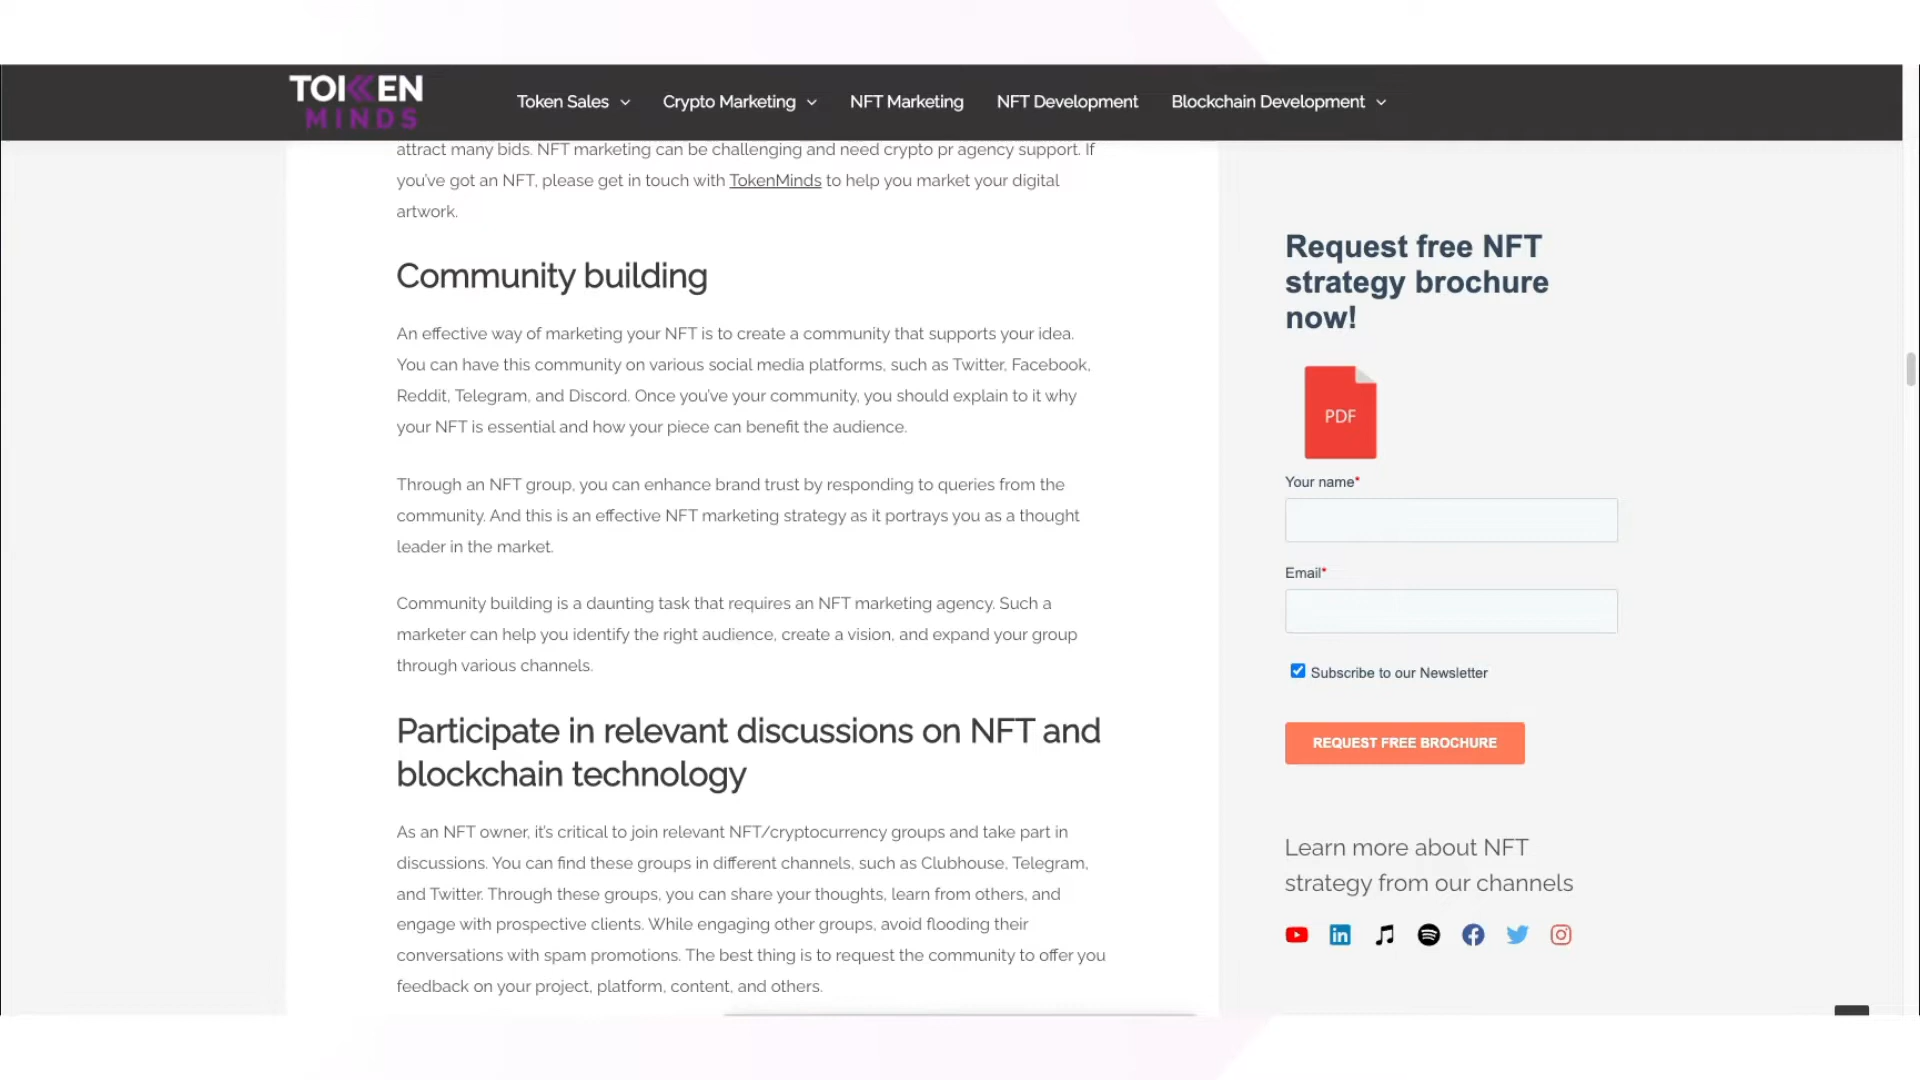 TOKEN
MINDS
Token Sales
Crypto Marketing
NFT Marketing
NFT Development
Blockchain Development
attract many bids. NFT marketing can be challenging and need crypto pr agency support. If
you've got an NFT, please get in touch with TokenMinds to help you market your digital
artwork.
Community building
An effective way of marketing your NFT is to create a community that supports your idea.
You can have this community on various social media platforms, such as Twitter, Facebook,
Reddit, Telegram, and Discord. Once you've your community, you should explain to it why
your NFT is essential and how your piece can benefit the audience.
Through an NFT group, you can enhance brand trust by responding to queries from the
community. And this is an effective NFT marketing strategy as it portrays you as a thought
leader in the market.
Community building is a daunting task that requires an NFT marketing agency. Such a
marketer can help you identify the right audience, create a vision, and expand your group
through various channels.
Participate in relevant discussions on NFT and
blockchain technology
As an NFT owner, it's critical to join relevant NFT/cryptocurrency groups and take part in
discussions. You can find these groups in different channels, such as Clubhouse, Telegram,
and Twitter. Through these groups, you can share your thoughts, learn from others, and
engage with prospective clients. While engaging other groups, avoid flooding their
conversations with spam promotions. The best thing is to request the community to offer you
feedback on your project, platform, content, and others.
Request free NFT
strategy brochure
now!
PDF
Your name*
Email*
Subscribe to our Newsletter
REQUEST FREE BROCHURE
Learn more about NFT
strategy from our channels